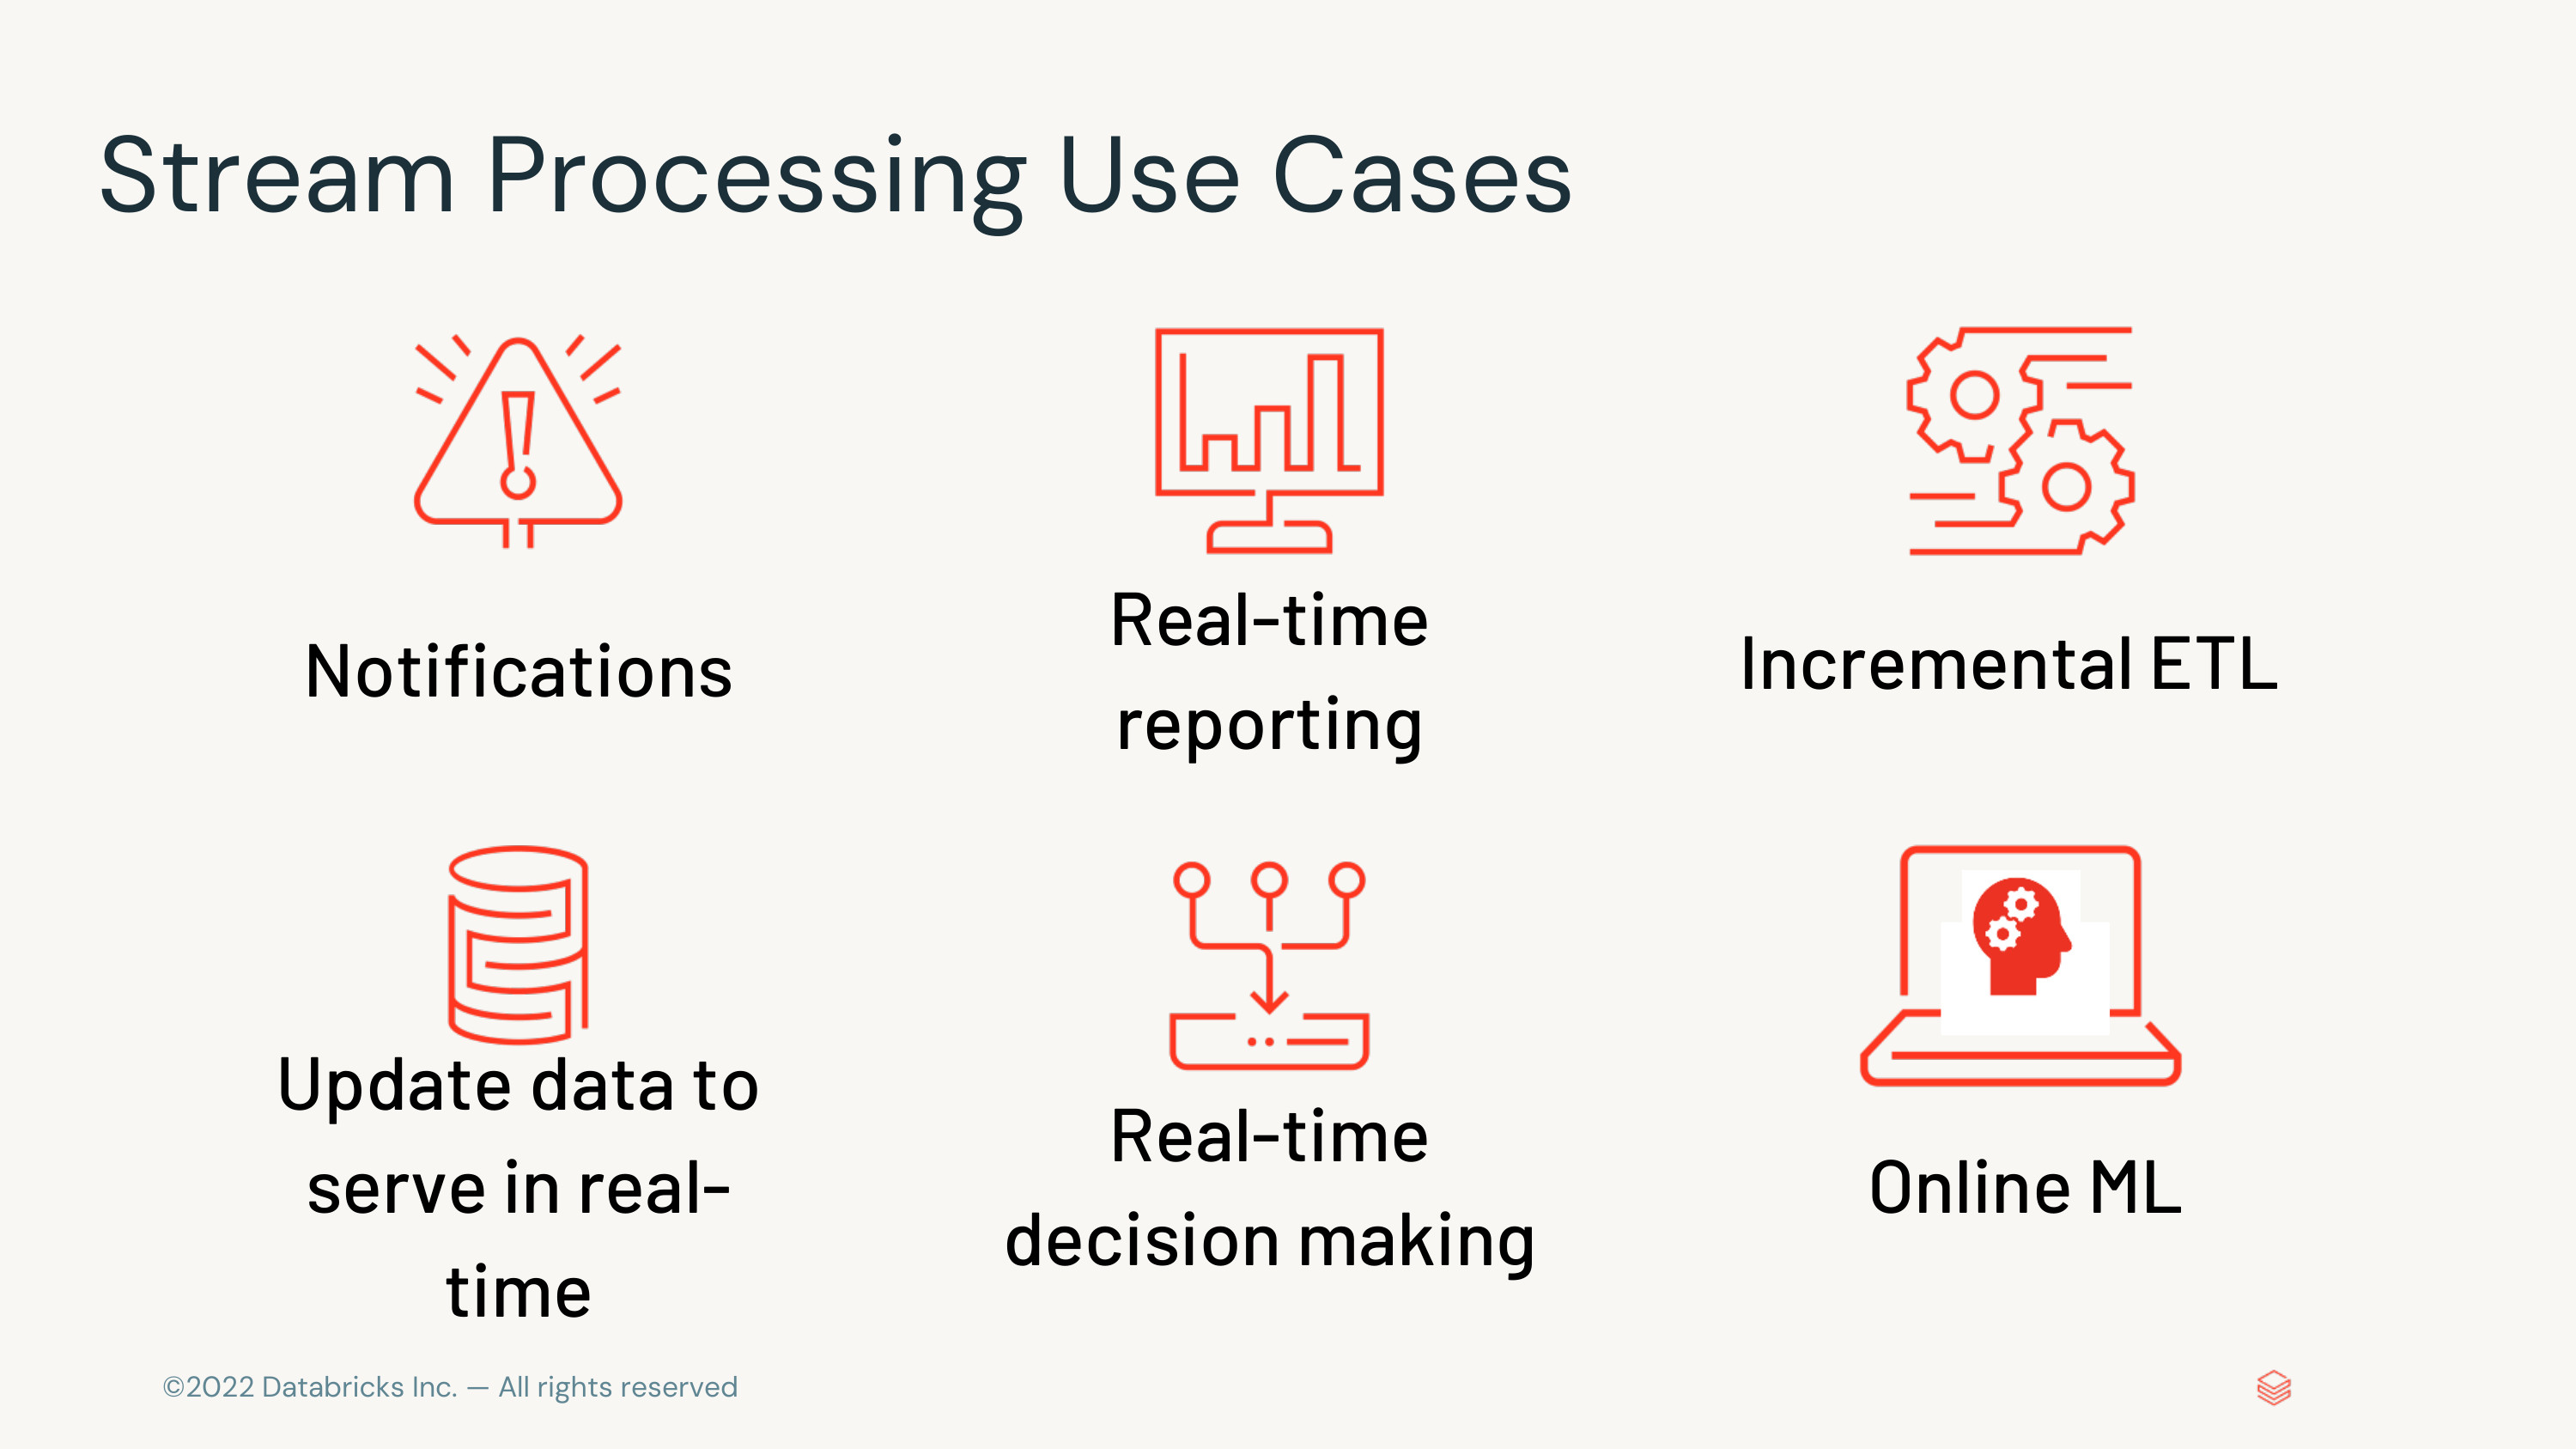 Stream Processing Use Cases
Notifications
Real-time
reporting
Incremental ETL
Update data to
serve in real-
time
Real-time
decision making
Online ML
©2022 Databricks Inc. — All rights reserved